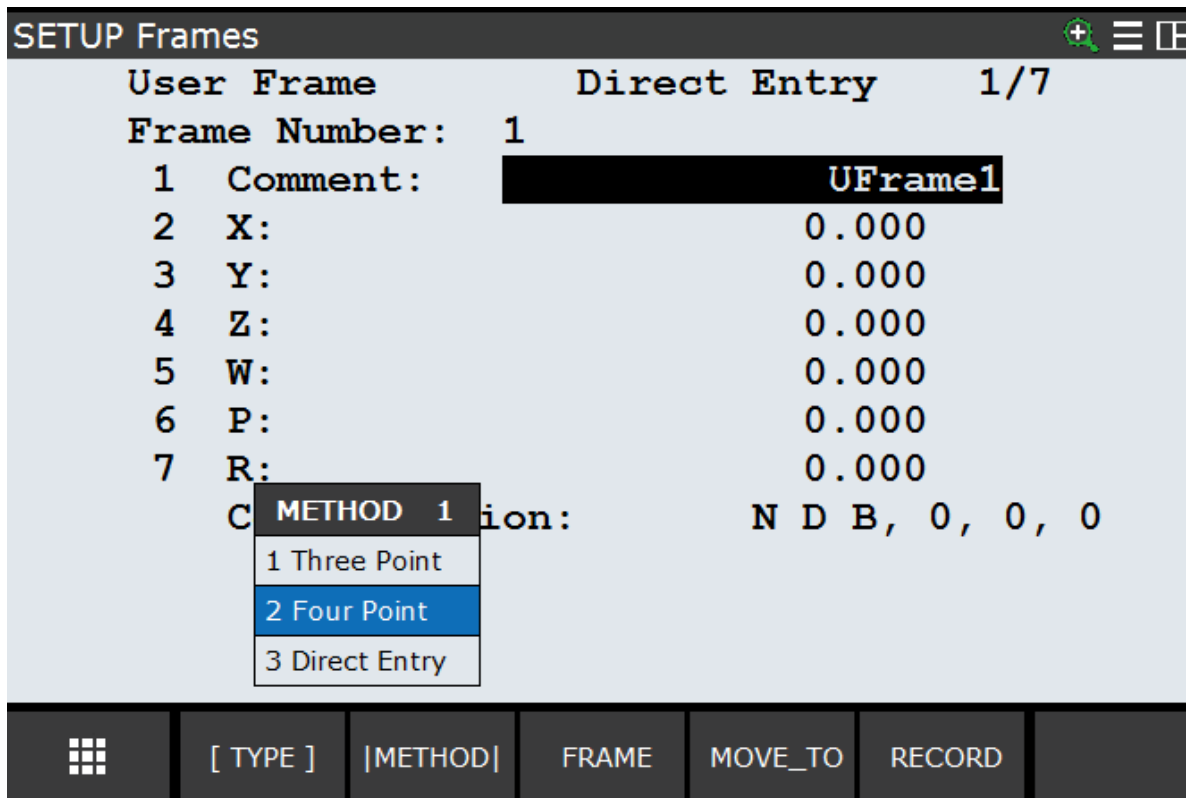 SETUP Frames
User Frame Direct Entry 1/7
Frame Number: 1
1 Comment: UFrame1
2 X: 0.000
3 Y: 0.000
4 Z: 0.000
5 W: 0.000
6 P: 0.000
7 R: 0.000
C ion: N D B, 0, 0, 0
METHOD 1
1 Three Point
2 Four Point
3 Direct Entry
[ TYPE ] |METHOD| FRAME MOVE_TO RECORD